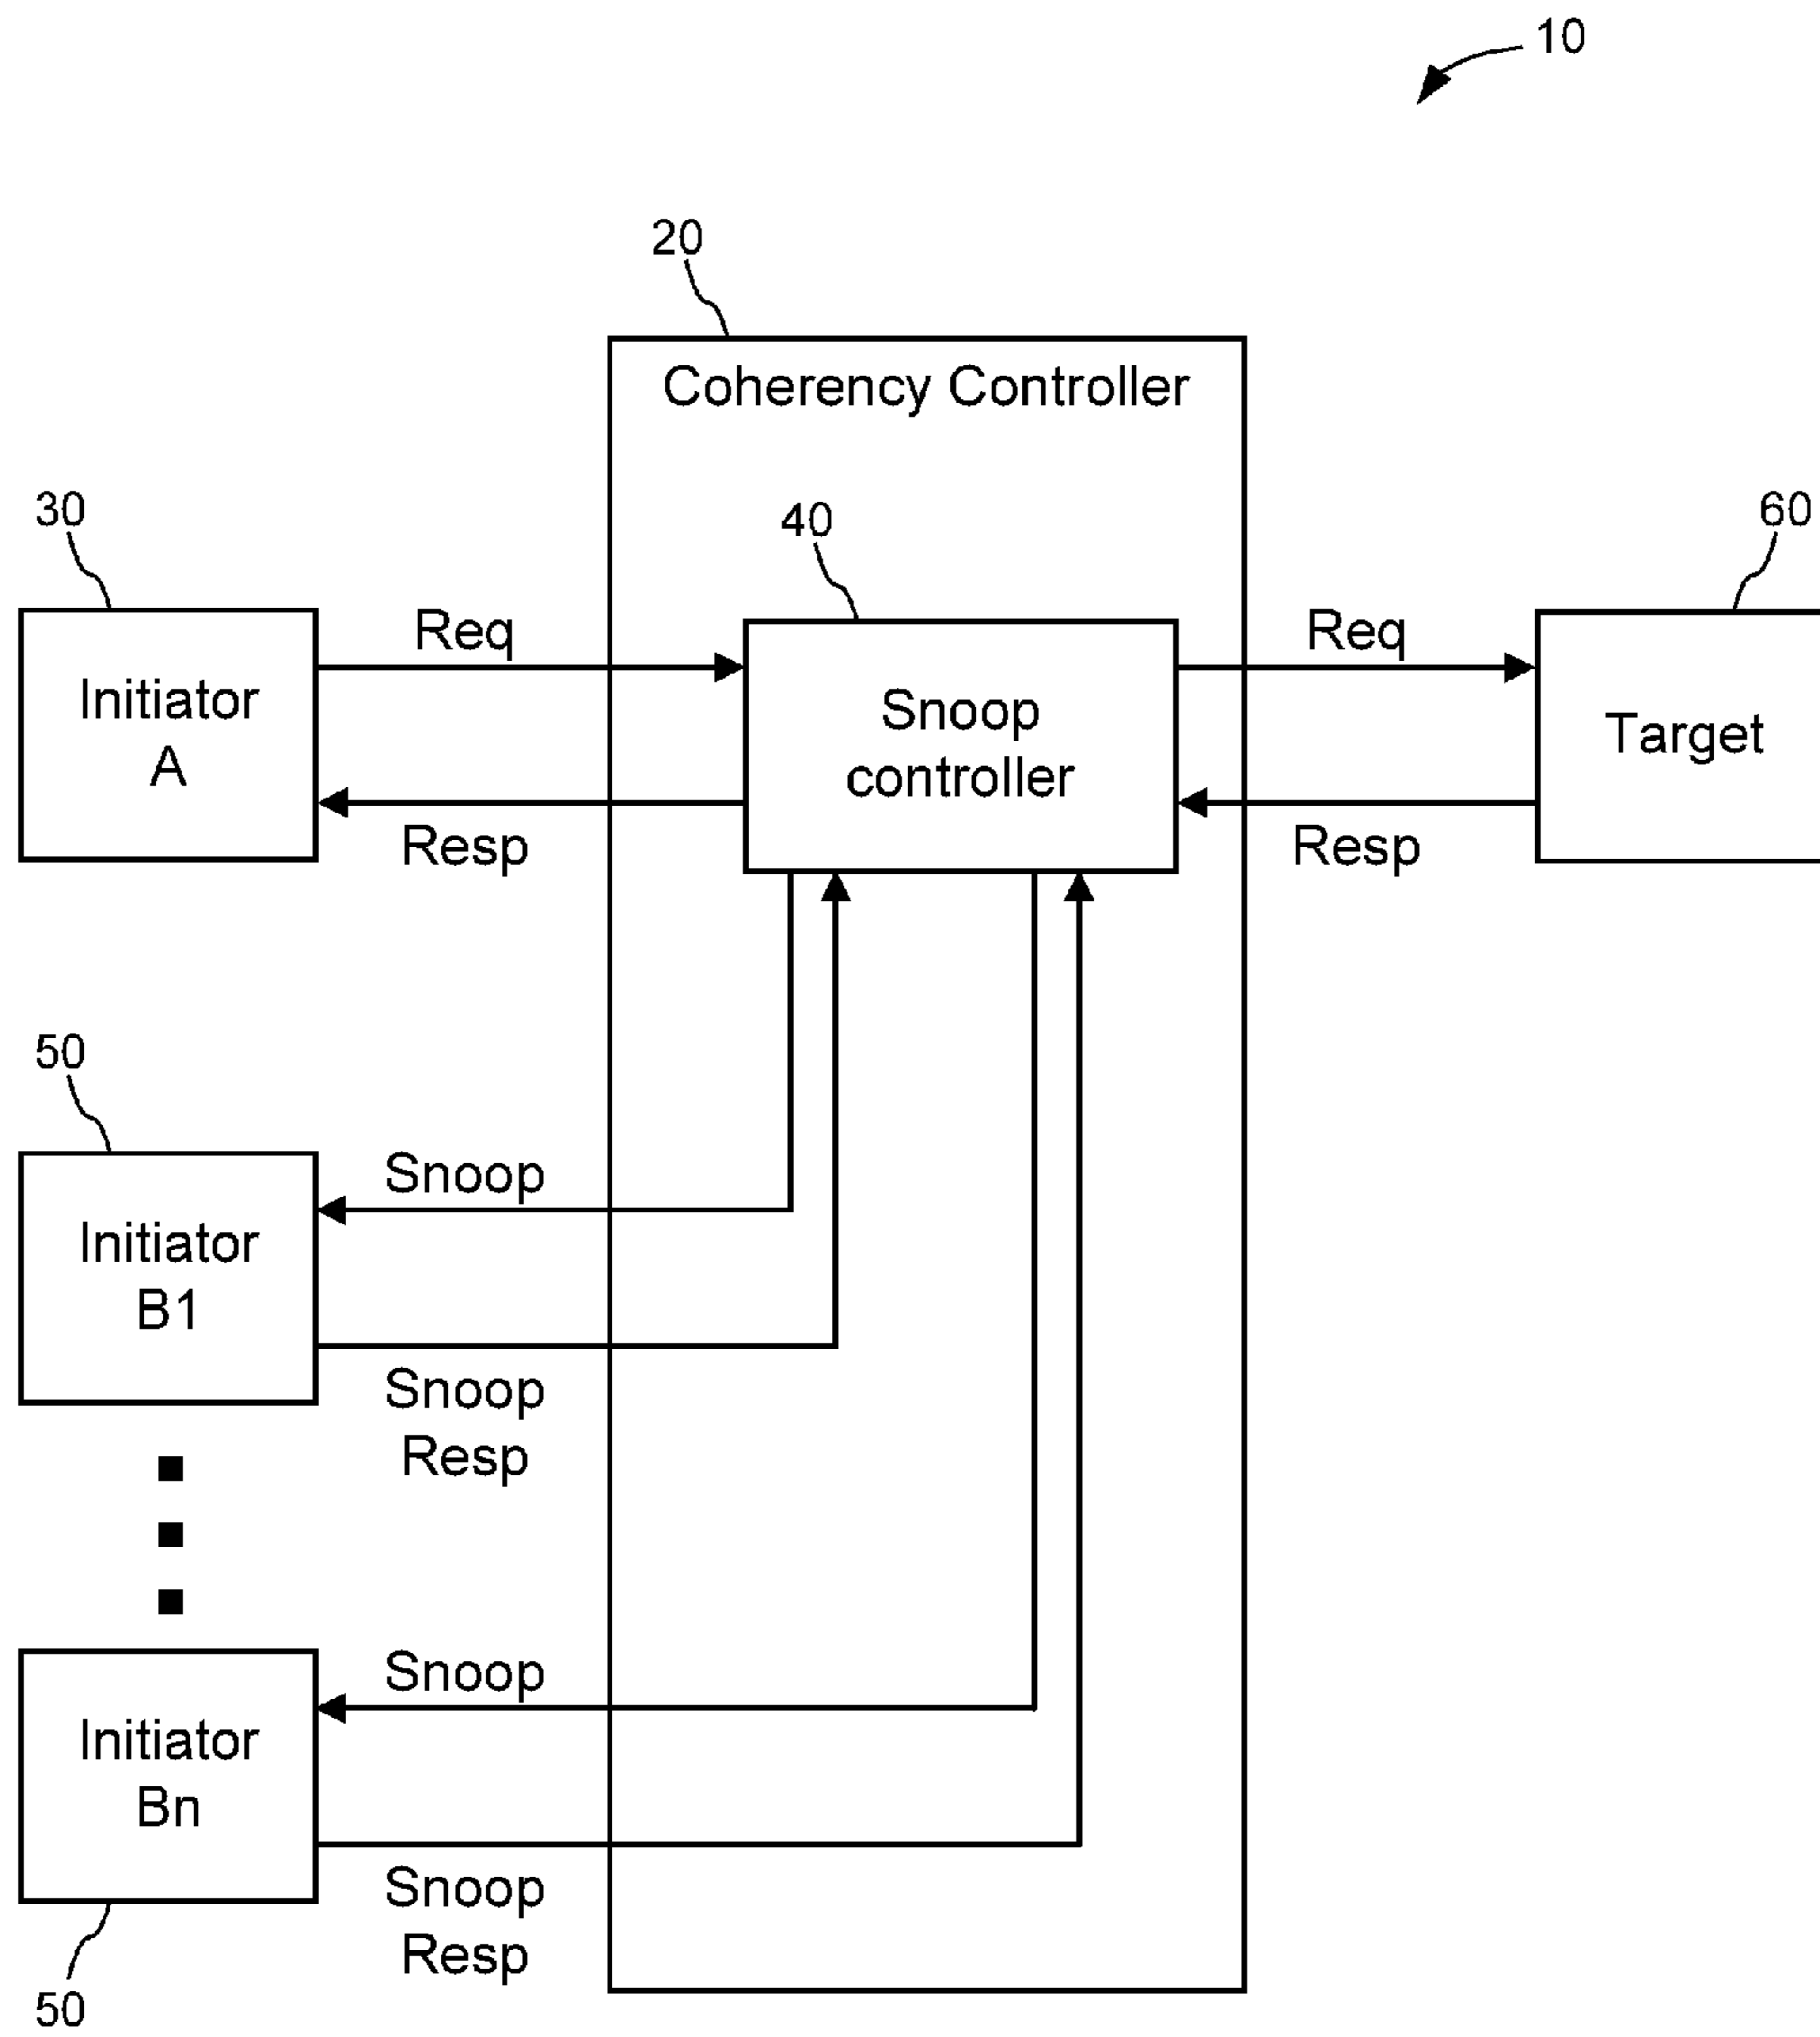 10
20
Coherency Controller
30
40
60
Req
Req
Initiator
A
Snoop
controller
Target
Resp
Resp
50
Snoop
Initiator
B1
Snoop
Resp
Snoop
Initiator
Bn
Snoop
Resp
50